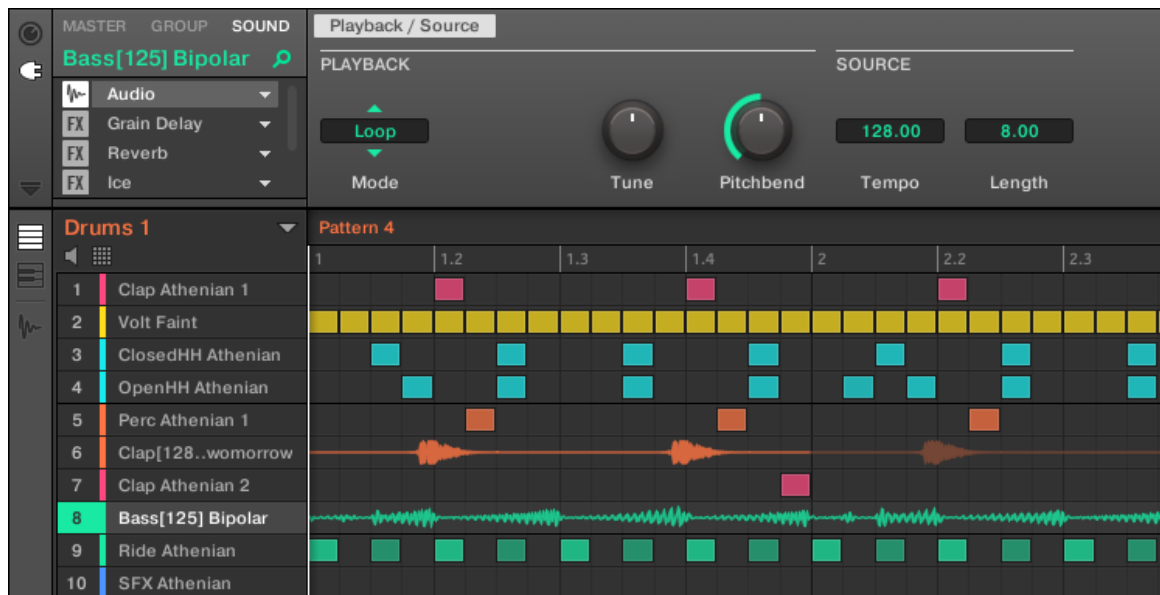 MASTER GROUP SOUND
Bass[125] Bipolar
Audio
FX Grain Delay
FX Reverb
FX Ice
Playback / Source
PLAYBACK
SOURCE
Loop
128.00
8.00
Mode
Tune
Pitchbend
Tempo
Length
Drums 1
Pattern 4
1 1.2 1.3 1.4 2 2.2 2.3
1 Clap Athenian 1
2 Volt Faint
3 ClosedHH Athenian
4 OpenHH Athenian
5 Perc Athenian 1
6 Clap[128..womorrow
7 Clap Athenian 2
8 Bass[125] Bipolar
9 Ride Athenian
10 SFX Athenian